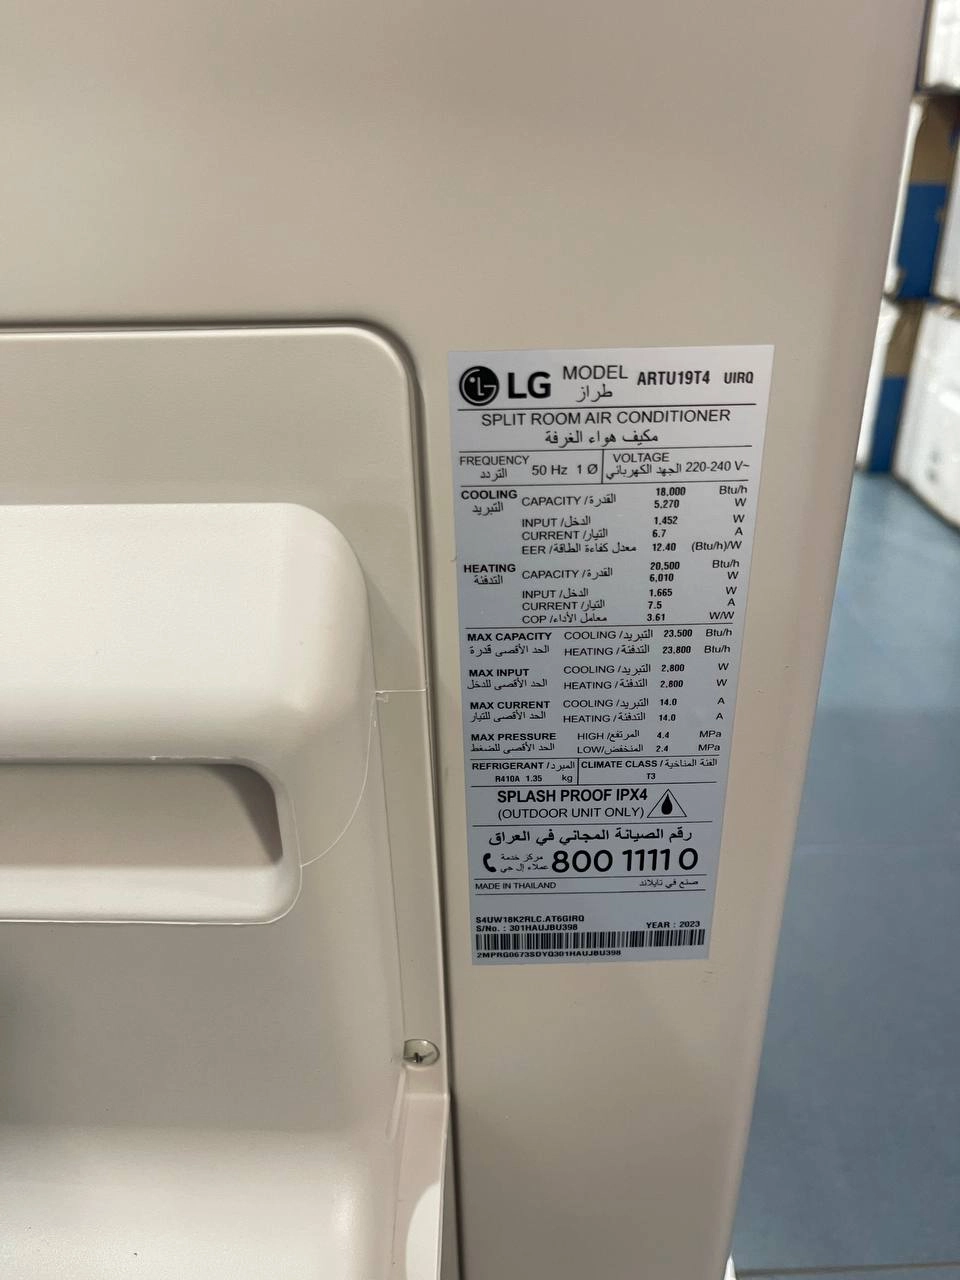 LG MODEL ARTU19T4 UIRQ
طراز
SPLIT ROOM AIR CONDITIONER
مكيف هواء الغرفة
FREQUENCY 50 Hz 1 Ø VOLTAGE 220-240 V~
التردد الجهد الكهربائي
COOLING CAPACITY / القدرة 18,000 Btu/h
التبريد 5,270 W
INPUT / الدخل 1,452 W
CURRENT / التيار 6.7 A
EER / معدل كفاءة الطاقة 12.40 (Btu/h)/W
HEATING CAPACITY / القدرة 20,500 Btu/h
التدفئة 6,010 W
INPUT / الدخل 1,665 W
CURRENT / التيار 7.5 A
COP / معامل الأداء 3.61 W/W
MAX CAPACITY COOLING / التبريد 23,500 Btu/h
الحد الأقصى قدرة HEATING / التدفئة 23,800 Btu/h
MAX INPUT COOLING / التبريد 2,800 W
الحد الأقصى للدخل HEATING / التدفئة 2,800 W
MAX CURRENT COOLING / التبريد 14.0 A
الحد الأقصى للتيار HEATING / التدفئة 14.0 A
MAX PRESSURE HIGH / المرتفع 4.4 MPa
الحد الأقصى للضغط LOW / المنخفض 2.4 MPa
REFRIGERANT / المبرد CLIMATE CLASS / الفئة المناخية
R410A 1.35 kg T3
SPLASH PROOF IPX4
(OUTDOOR UNIT ONLY)
رقم الصيانة المجاني في العراق
مركز خدمة عملاء إل جي 800 11110
MADE IN THAILAND صنع في تايلاند
S4UW18K2RLC.AT6GIRQ
S/No. : 301HAUJBU398 YEAR : 2023
2MPRG0673SDYQ301HAUJBU398